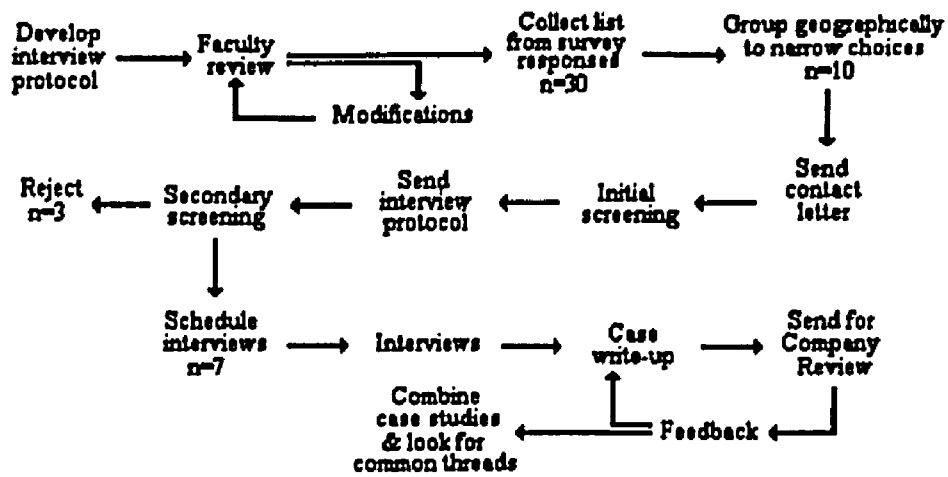 Develop
interview
protocol
Faculty
review
Modifications
Collect list
from survey
responses
n=30
Group geographically
to narrow choices
n=10
Send
contact
letter
Initial
screening
Send
interview
protocol
Secondary
screening
Reject
n=3
Schedule
interviews
n=7
Interviews
Case
write-up
Send for
Company
Review
Feedback
Combine
case studies
& look for
common threads